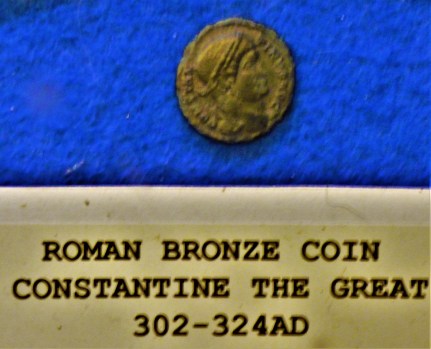 ROMAN BRONZE COIN
CONSTANTINE THE GREAT
302-324AD